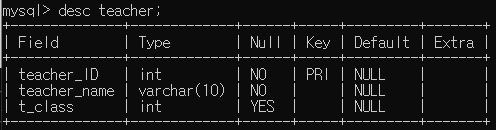 mysql> desc teacher;
+--------------+-------------+------+-----+---------+-------+
| Field        | Type        | Null | Key | Default | Extra |
+--------------+-------------+------+-----+---------+-------+
| teacher_ID   | int         | NO   | PRI | NULL    |       |
| teacher_name | varchar(10) | NO   |     | NULL    |       |
| t_class      | int         | YES  |     | NULL    |       |
+--------------+-------------+------+-----+---------+-------+